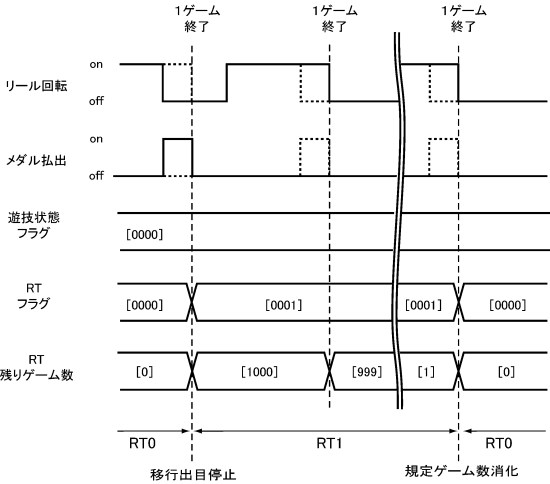 1ゲーム
終了
1ゲーム
終了
1ゲーム
終了
リール回転
on
off
メダル払出
on
off
遊技状態
フラグ
[0000]
RT
フラグ
[0000]
[0001]
[0001]
[0000]
RT
残りゲーム数
[0]
[1000]
[999]
[1]
[0]
RT0
RT1
RT0
移行出目停止
規定ゲーム数消化